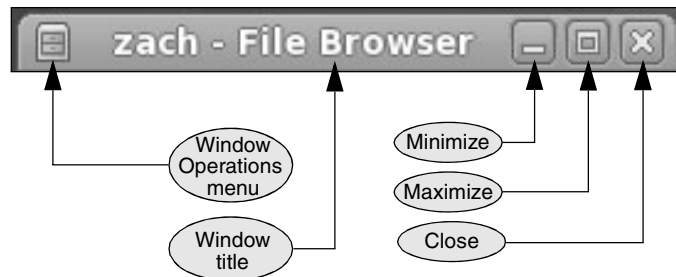 zach - File Browser
Window
Operations
menu
Minimize
Maximize
Window
title
Close